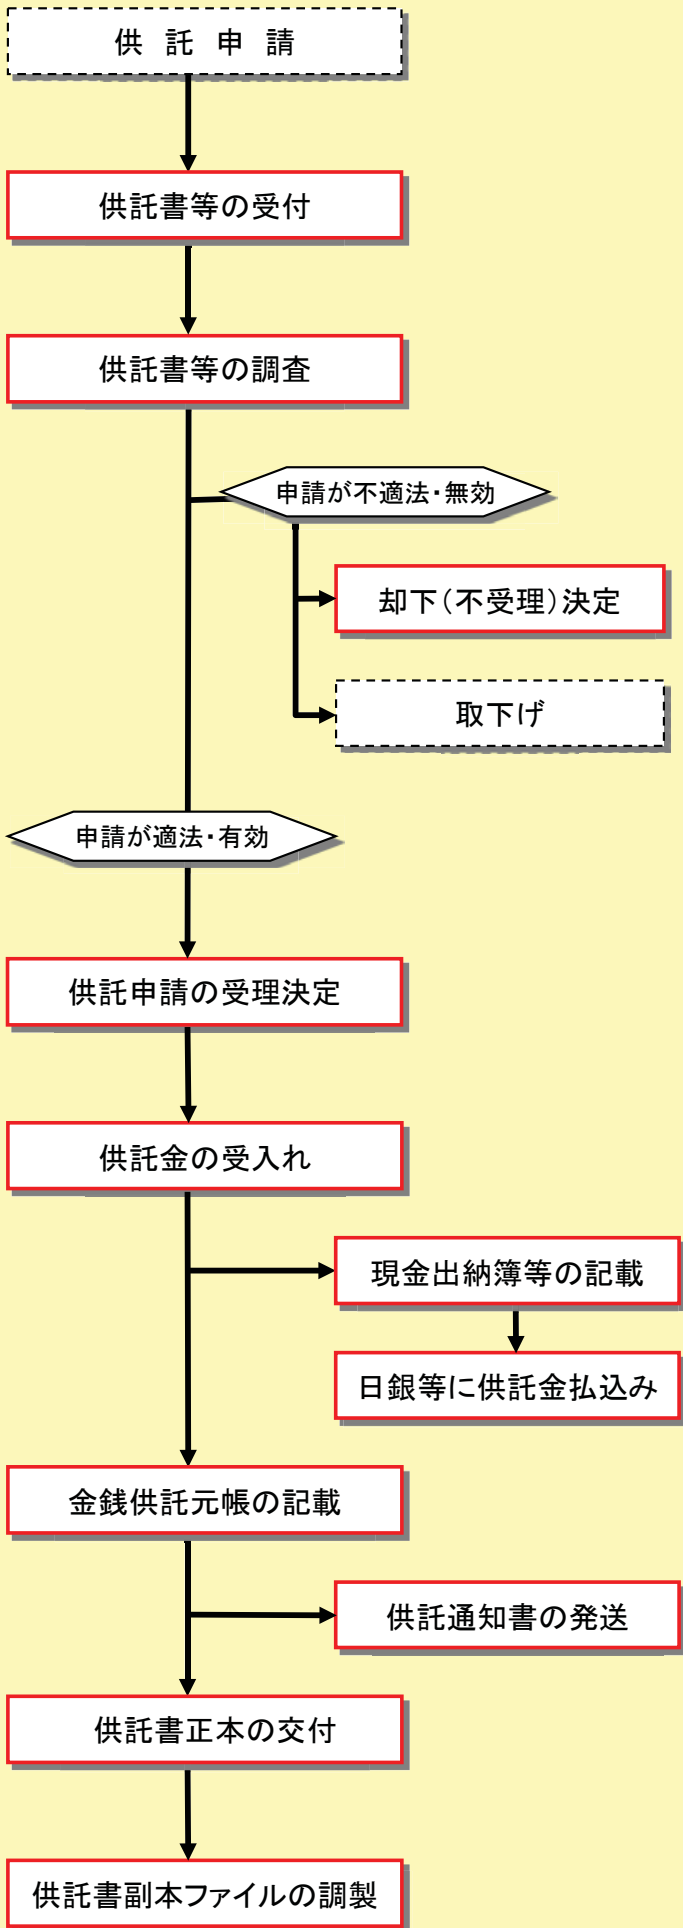 供託申請
供託書等の受付
供託書等の調査
申請が不適法・無効
却下(不受理)決定
取下げ
申請が適法・有効
供託申請の受理決定
供託金の受入れ
現金出納簿等の記載
日銀等に供託金払込み
金銭供託元帳の記載
供託通知書の発送
供託書正本の交付
供託書副本ファイルの調製